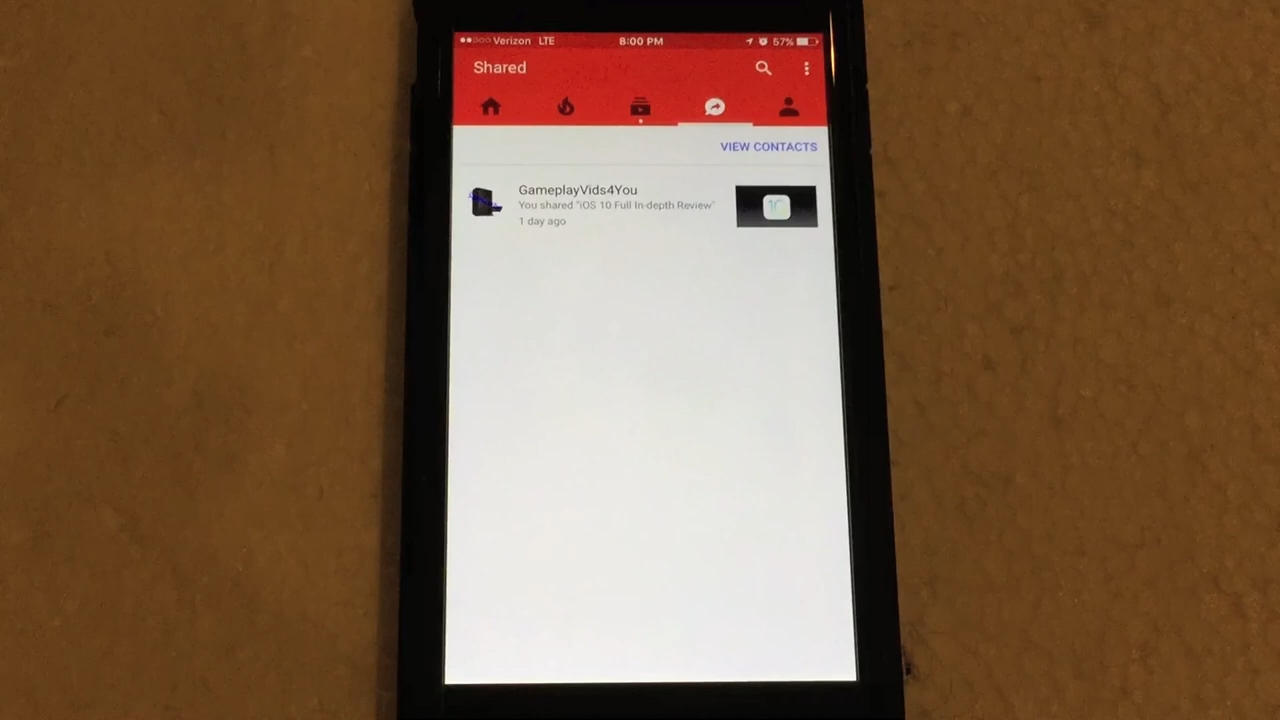 Verizon LTE 8:00 PM 57%
Shared
VIEW CONTACTS
GameplayVids4You
You shared "iOS 10 Full In-depth Review"
1 day ago
10